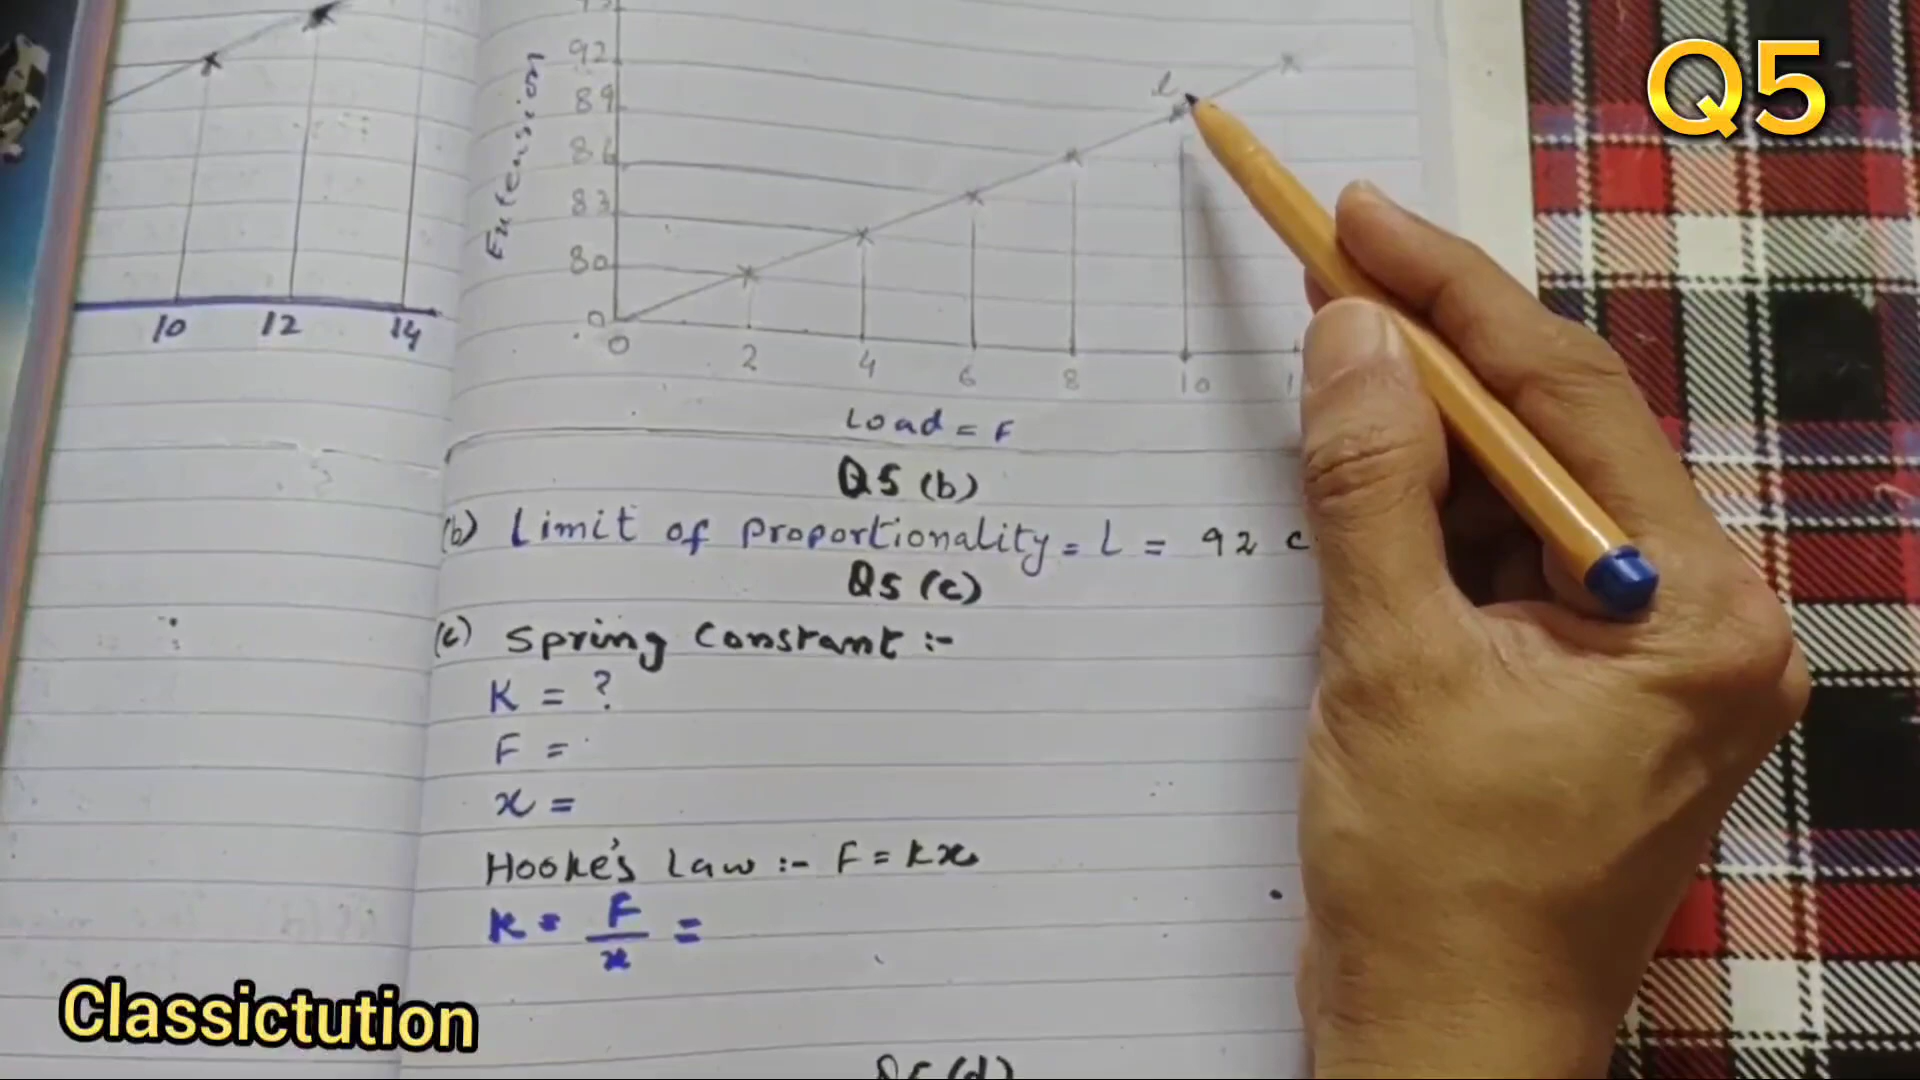 Q5
92
89
86
83
80
0
Extension
L
0 2 4 6 8 10
10 12 14
Load = F
Q5 (b)
(b) Limit of proportionality = L = 92 c
Q5 (c)
(c) Spring Constant :-
K = ?
F =
x =
Hooke's Law :- F = kx
K = F/x =
Q5 (d)
Classictution